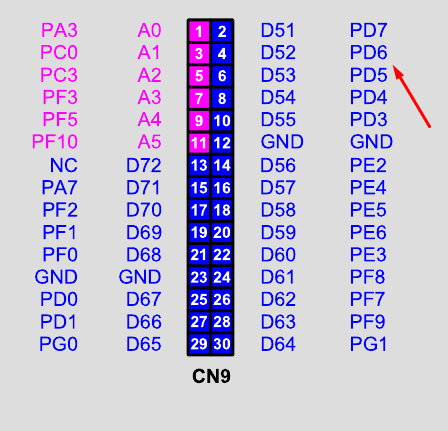 PA3 A0 1 2 D51 PD7
PC0 A1 3 4 D52 PD6
PC3 A2 5 6 D53 PD5
PF3 A3 7 8 D54 PD4
PF5 A4 9 10 D55 PD3
PF10 A5 11 12 GND GND
NC D72 13 14 D56 PE2
PA7 D71 15 16 D57 PE4
PF2 D70 17 18 D58 PE5
PF1 D69 19 20 D59 PE6
PF0 D68 21 22 D60 PE3
GND GND 23 24 D61 PF8
PD0 D67 25 26 D62 PF7
PD1 D66 27 28 D63 PF9
PG0 D65 29 30 D64 PG1
CN9